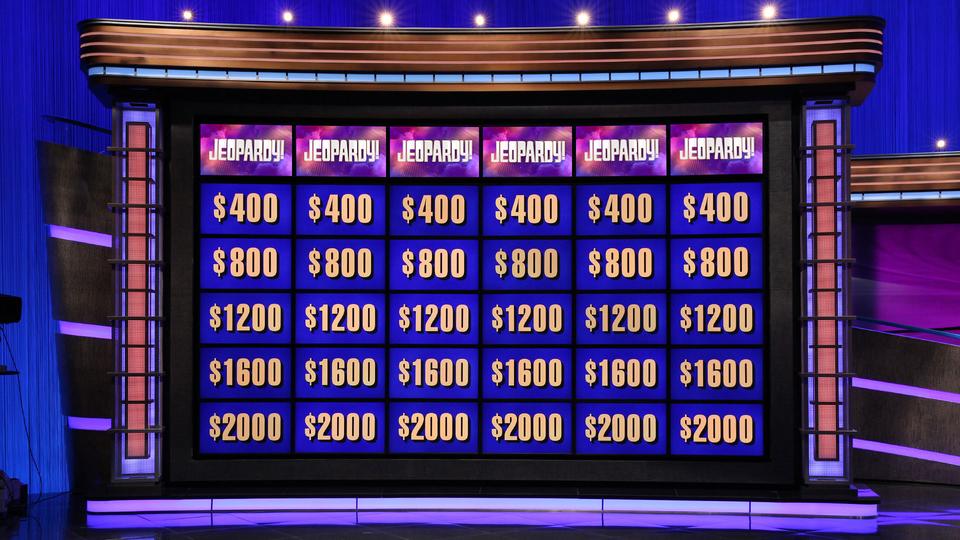 JEOPARDY! JEOPARDY! JEOPARDY! JEOPARDY! JEOPARDY! JEOPARDY!
$400 $400 $400 $400 $400 $400
$800 $800 $800 $800 $800 $800
$1200 $1200 $1200 $1200 $1200 $1200
$1600 $1600 $1600 $1600 $1600 $1600
$2000 $2000 $2000 $2000 $2000 $2000